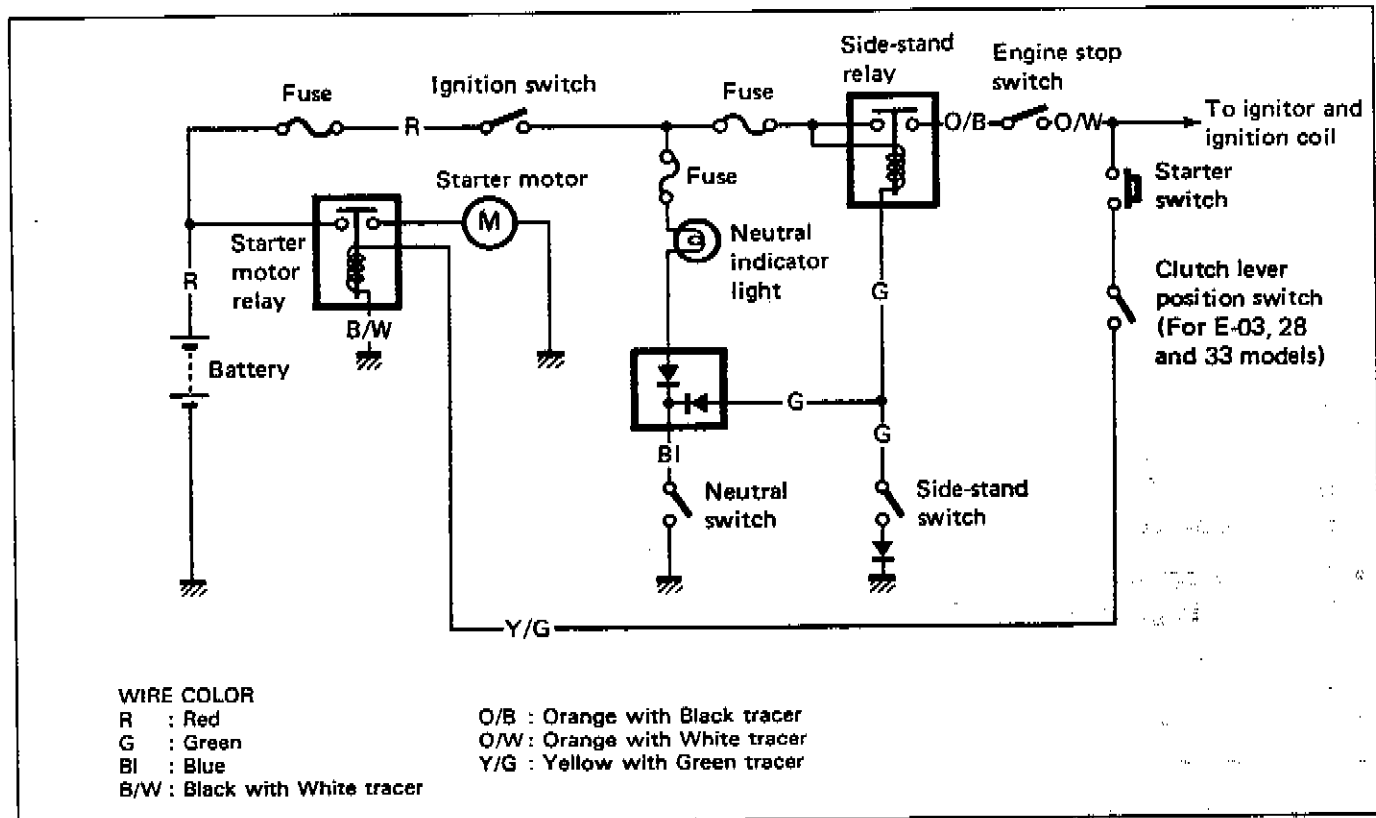 Side-stand
relay
Engine stop
switch
Fuse
Ignition switch
Fuse
R
O/B
O/W
To ignitor and
ignition coil
Fuse
Starter motor
Starter
switch
M
Starter
motor
relay
Neutral
indicator
light
R
G
Clutch lever
position switch
(For E-03, 28
and 33 models)
B/W
Battery
G
G
Bl
Neutral
switch
Side-stand
switch
Y/G
WIRE COLOR
R : Red
G : Green
Bl : Blue
B/W : Black with White tracer
O/B : Orange with Black tracer
O/W : Orange with White tracer
Y/G : Yellow with Green tracer